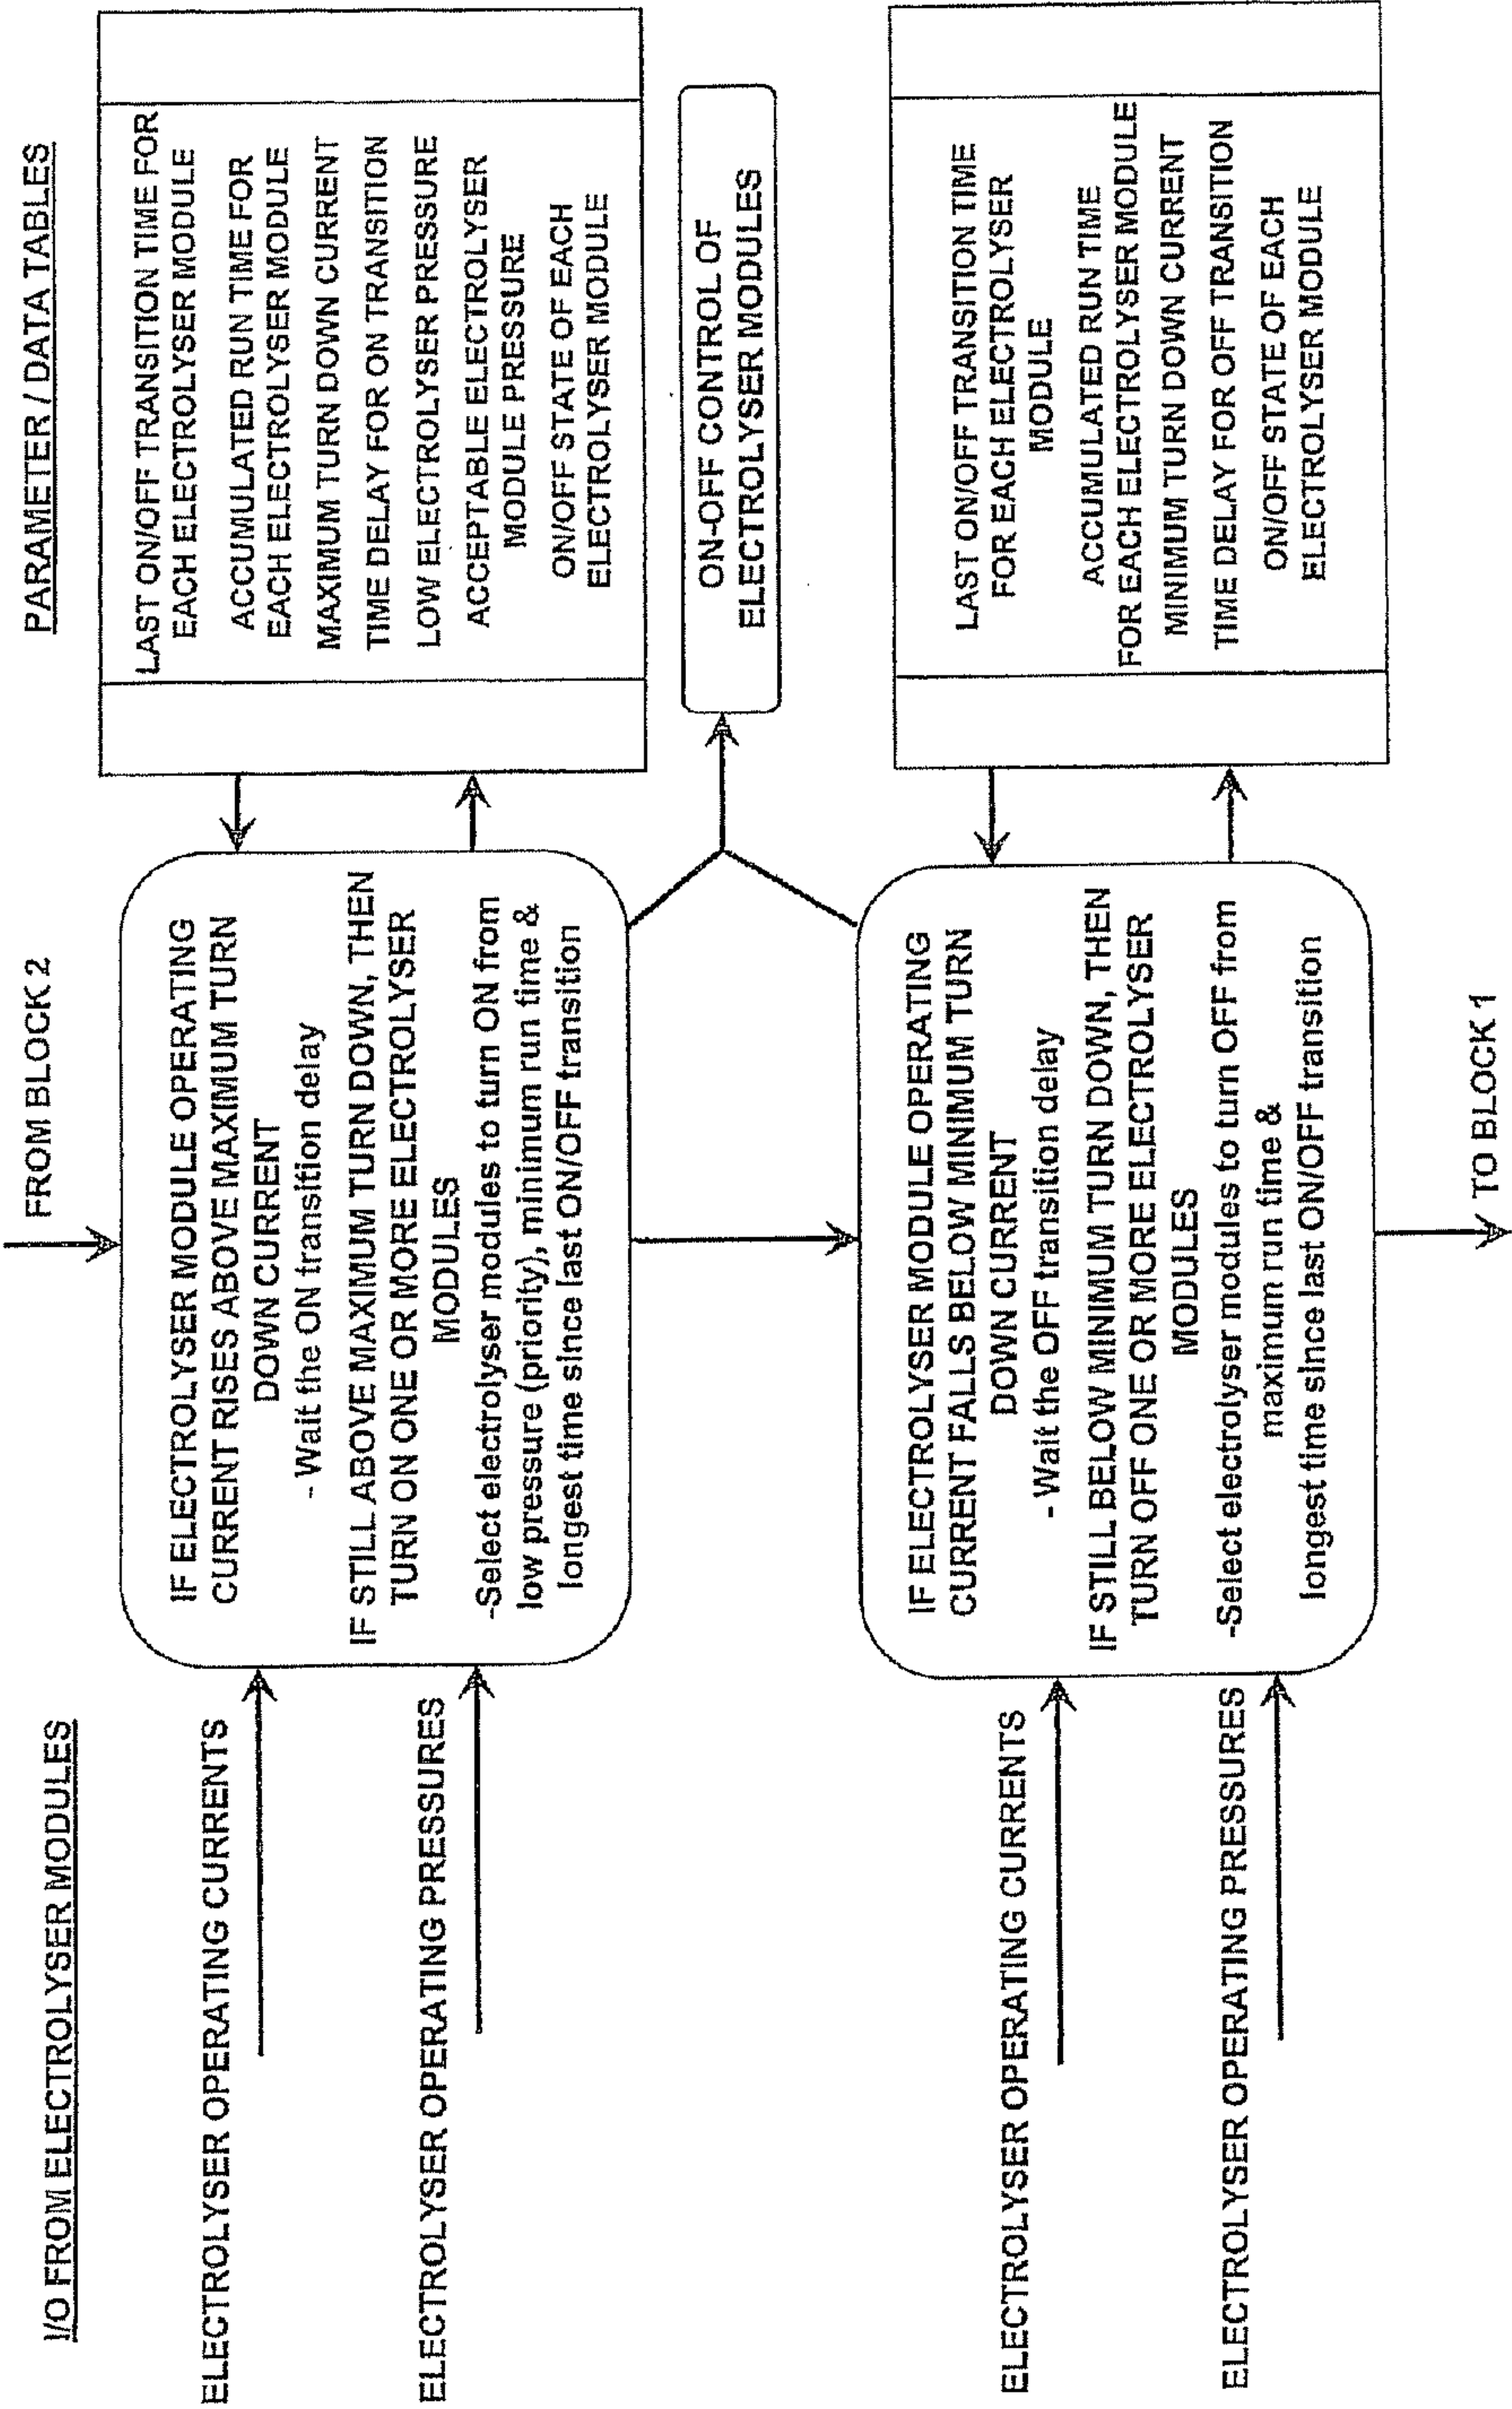 I/O FROM ELECTROLYSER MODULES
FROM BLOCK 2
PARAMETER / DATA TABLES
ELECTROLYSER OPERATING CURRENTS
ELECTROLYSER OPERATING PRESSURES
IF ELECTROLYSER MODULE OPERATING
CURRENT RISES ABOVE MAXIMUM TURN
DOWN CURRENT
- Wait the ON transition delay
IF STILL ABOVE MAXIMUM TURN DOWN, THEN
TURN ON ONE OR MORE ELECTROLYSER
MODULES
-Select electrolyser modules to turn ON from
low pressure (priority), minimum run time &
longest time since last ON/OFF transition
LAST ON/OFF TRANSITION TIME FOR
EACH ELECTROLYSER MODULE
ACCUMULATED RUN TIME FOR
EACH ELECTROLYSER MODULE
MAXIMUM TURN DOWN CURRENT
TIME DELAY FOR ON TRANSITION
LOW ELECTROLYSER PRESSURE
ACCEPTABLE ELECTROLYSER
MODULE PRESSURE
ON/OFF STATE OF EACH
ELECTROLYSER MODULE
ON-OFF CONTROL OF
ELECTROLYSER MODULES
ELECTROLYSER OPERATING CURRENTS
ELECTROLYSER OPERATING PRESSURES
IF ELECTROLYSER MODULE OPERATING
CURRENT FALLS BELOW MINIMUM TURN
DOWN CURRENT
- Wait the OFF transition delay
IF STILL BELOW MINIMUM TURN DOWN, THEN
TURN OFF ONE OR MORE ELECTROLYSER
MODULES
-Select electrolyser modules to turn OFF from
maximum run time &
longest time since last ON/OFF transition
LAST ON/OFF TRANSITION TIME
FOR EACH ELECTROLYSER
MODULE
ACCUMULATED RUN TIME
FOR EACH ELECTROLYSER MODULE
MINIMUM TURN DOWN CURRENT
TIME DELAY FOR OFF TRANSITION
ON/OFF STATE OF EACH
ELECTROLYSER MODULE
TO BLOCK 1